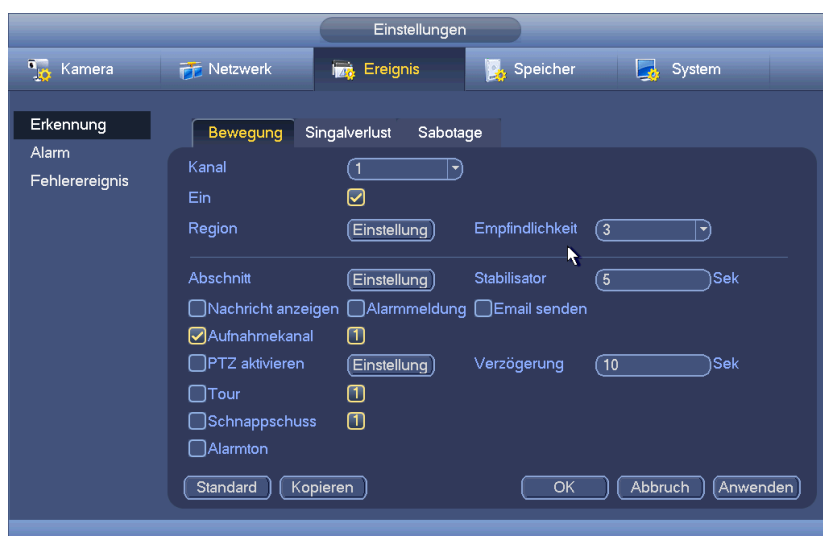 Einstellungen
Kamera Netzwerk Ereignis Speicher System
Erkennung
Alarm
Fehlerereignis
Bewegung Singalverlust Sabotage
Kanal 1
Ein
Region Einstellung Empfindlichkeit 3
Abschnitt Einstellung Stabilisator 5 Sek
Nachricht anzeigen Alarmmeldung Email senden
Aufnahmekanal 1
PTZ aktivieren Einstellung Verzögerung 10 Sek
Tour 1
Schnappschuss 1
Alarmton
Standard Kopieren OK Abbruch Anwenden